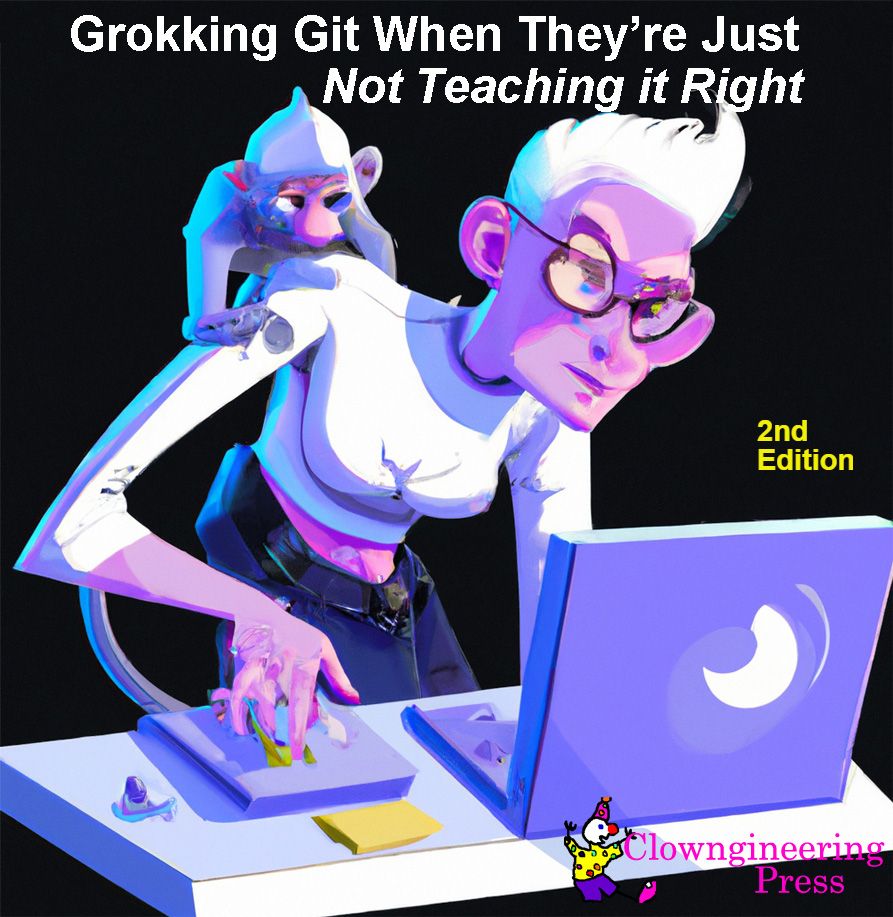 Grokking Git When They’re Just
Not Teaching it Right
2nd
Edition
Clowngineering
Press